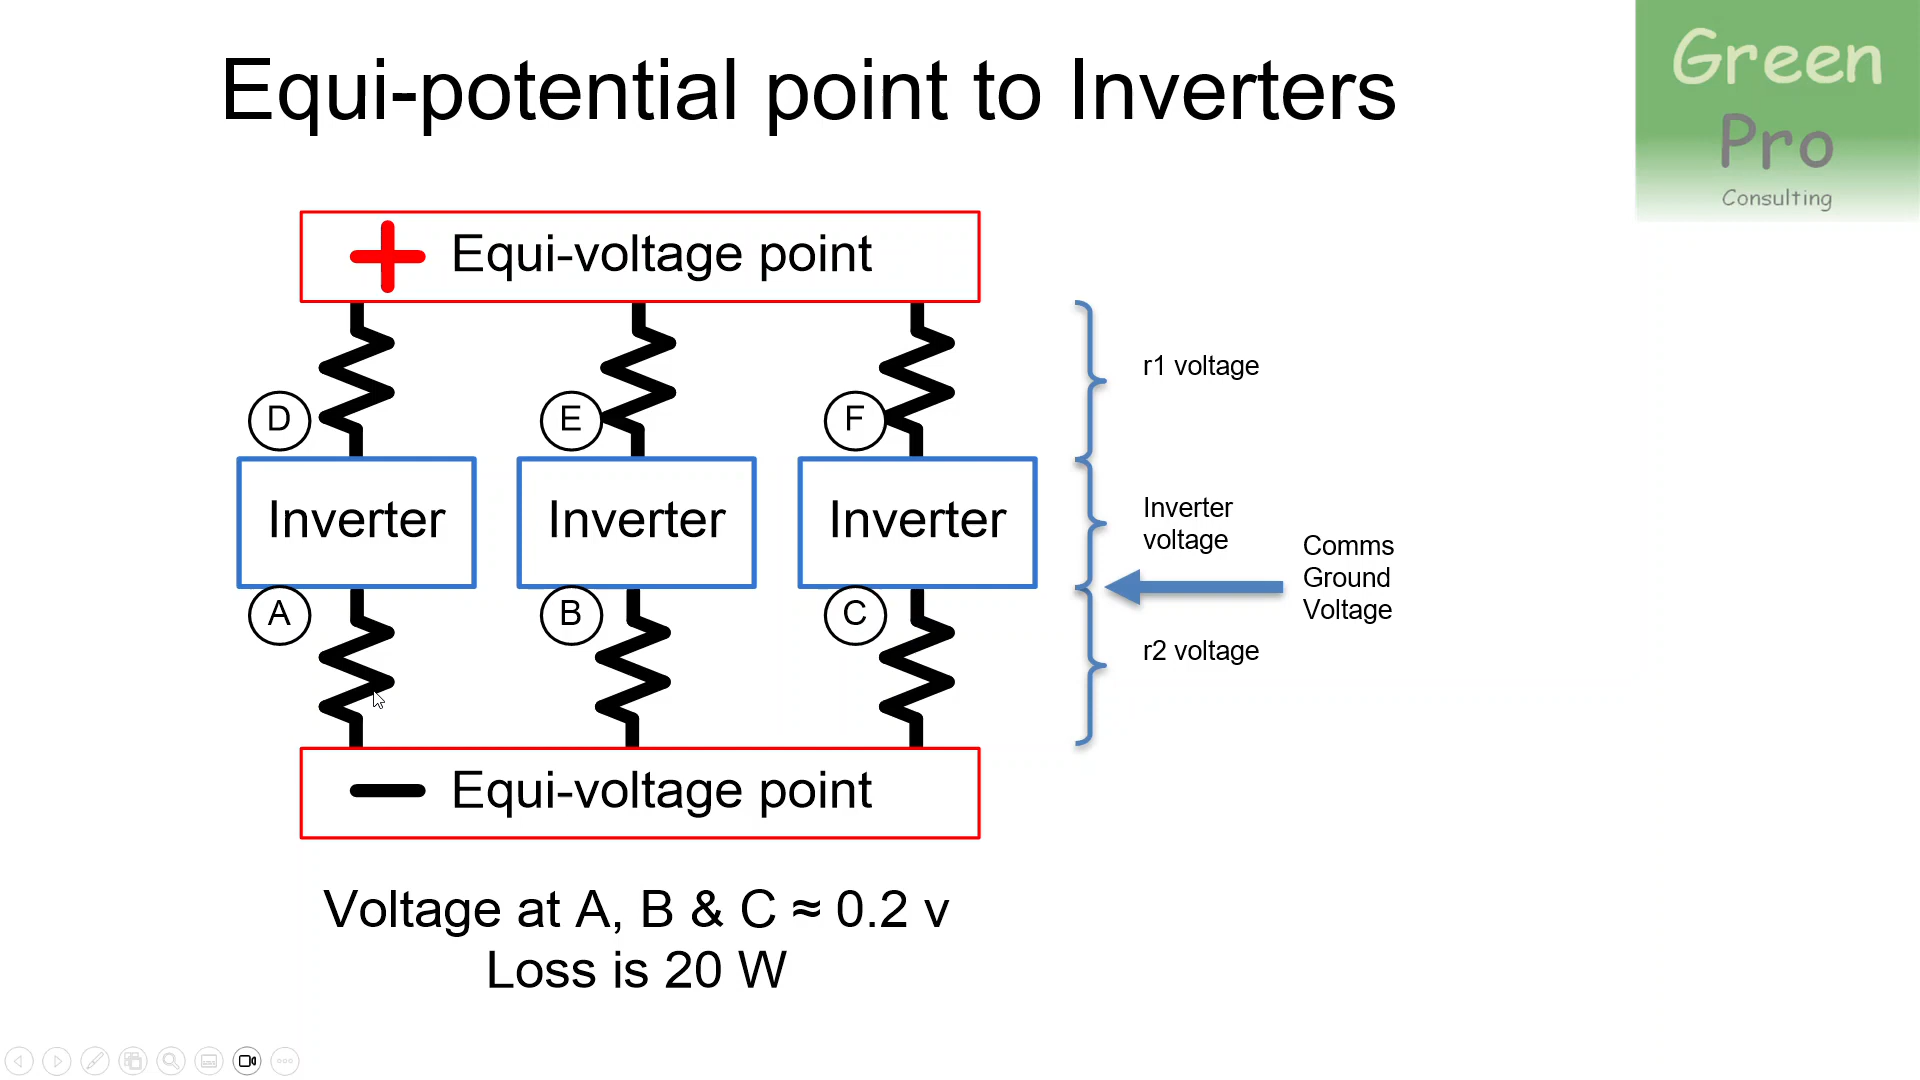 Equi-potential point to Inverters
Green
Pro
Consulting
+ Equi-voltage point
r1 voltage
D
E
F
Inverter
Inverter
Inverter
Inverter
voltage
Comms
Ground
Voltage
A
B
C
r2 voltage
− Equi-voltage point
Voltage at A, B & C ≈ 0.2 v
Loss is 20 W